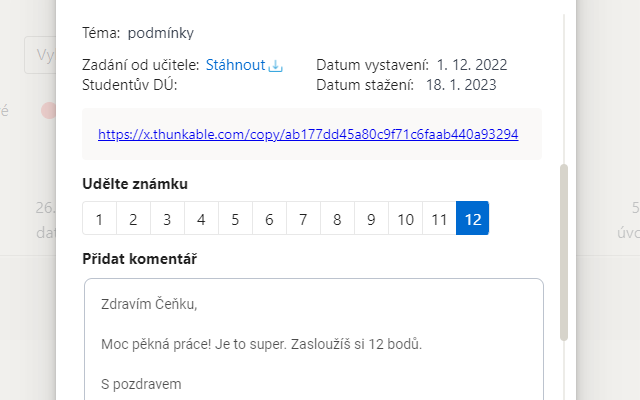 Téma: podmínky
Zadání od učitele: Stáhnout Datum vystavení: 1. 12. 2022
Studentův DÚ: Datum stažení: 18. 1. 2023
https://x.thunkable.com/copy/ab177dd45a80c9f71c6faab440a93294
Udělte známku
1 2 3 4 5 6 7 8 9 10 11 12
Přidat komentář
Zdravím Čeňku,
Moc pěkná práce! Je to super. Zasloužíš si 12 bodů.
S pozdravem
Vy
é
26.
dat
5
úvo